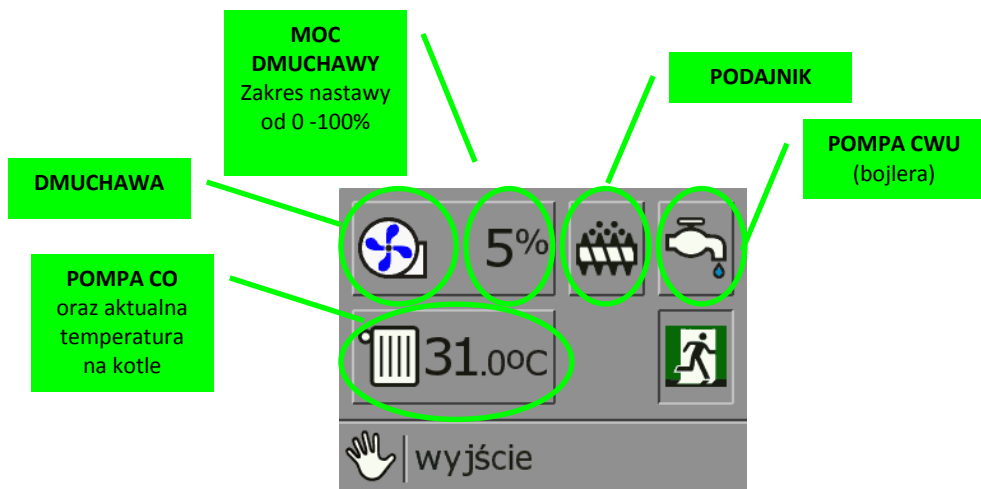 MOC
DMUCHAWY
Zakres nastawy
od 0 -100%
PODAJNIK
POMPA CWU
(bojlera)
DMUCHAWA
POMPA CO
oraz aktualna
temperatura
na kotle
5%
31.0ºC
wyjście